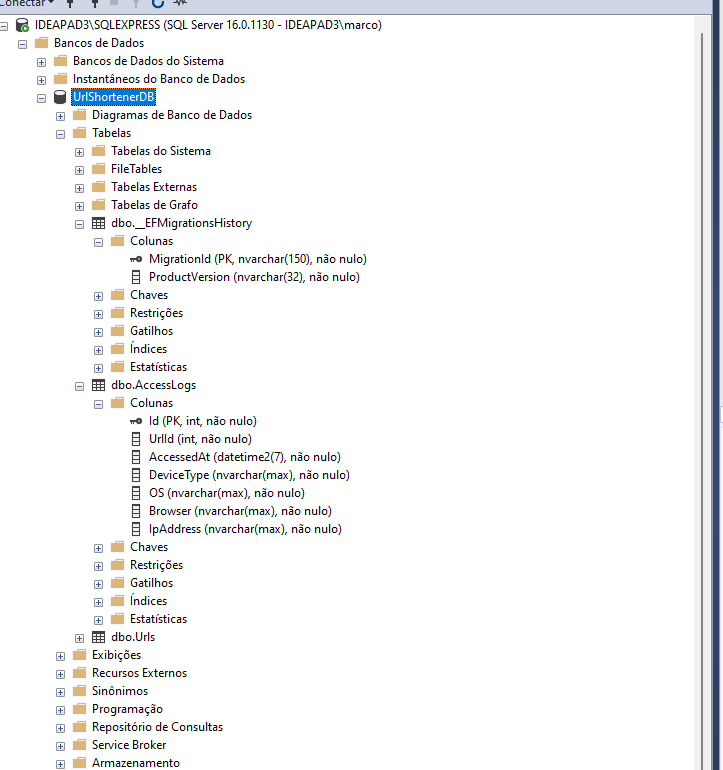 Conectar
IDEAPAD3\SQLEXPRESS (SQL Server 16.0.1130 - IDEAPAD3\marco)
Bancos de Dados
Bancos de Dados do Sistema
Instantâneos do Banco de Dados
UrlShortenerDB
Diagramas de Banco de Dados
Tabelas
Tabelas do Sistema
FileTables
Tabelas Externas
Tabelas de Grafo
dbo.__EFMigrationsHistory
Colunas
MigrationId (PK, nvarchar(150), não nulo)
ProductVersion (nvarchar(32), não nulo)
Chaves
Restrições
Gatilhos
Índices
Estatísticas
dbo.AccessLogs
Colunas
Id (PK, int, não nulo)
UrlId (int, não nulo)
AccessedAt (datetime2(7), não nulo)
DeviceType (nvarchar(max), não nulo)
OS (nvarchar(max), não nulo)
Browser (nvarchar(max), não nulo)
IpAddress (nvarchar(max), não nulo)
Chaves
Restrições
Gatilhos
Índices
Estatísticas
dbo.Urls
Exibições
Recursos Externos
Sinônimos
Programação
Repositório de Consultas
Service Broker
Armazenamento